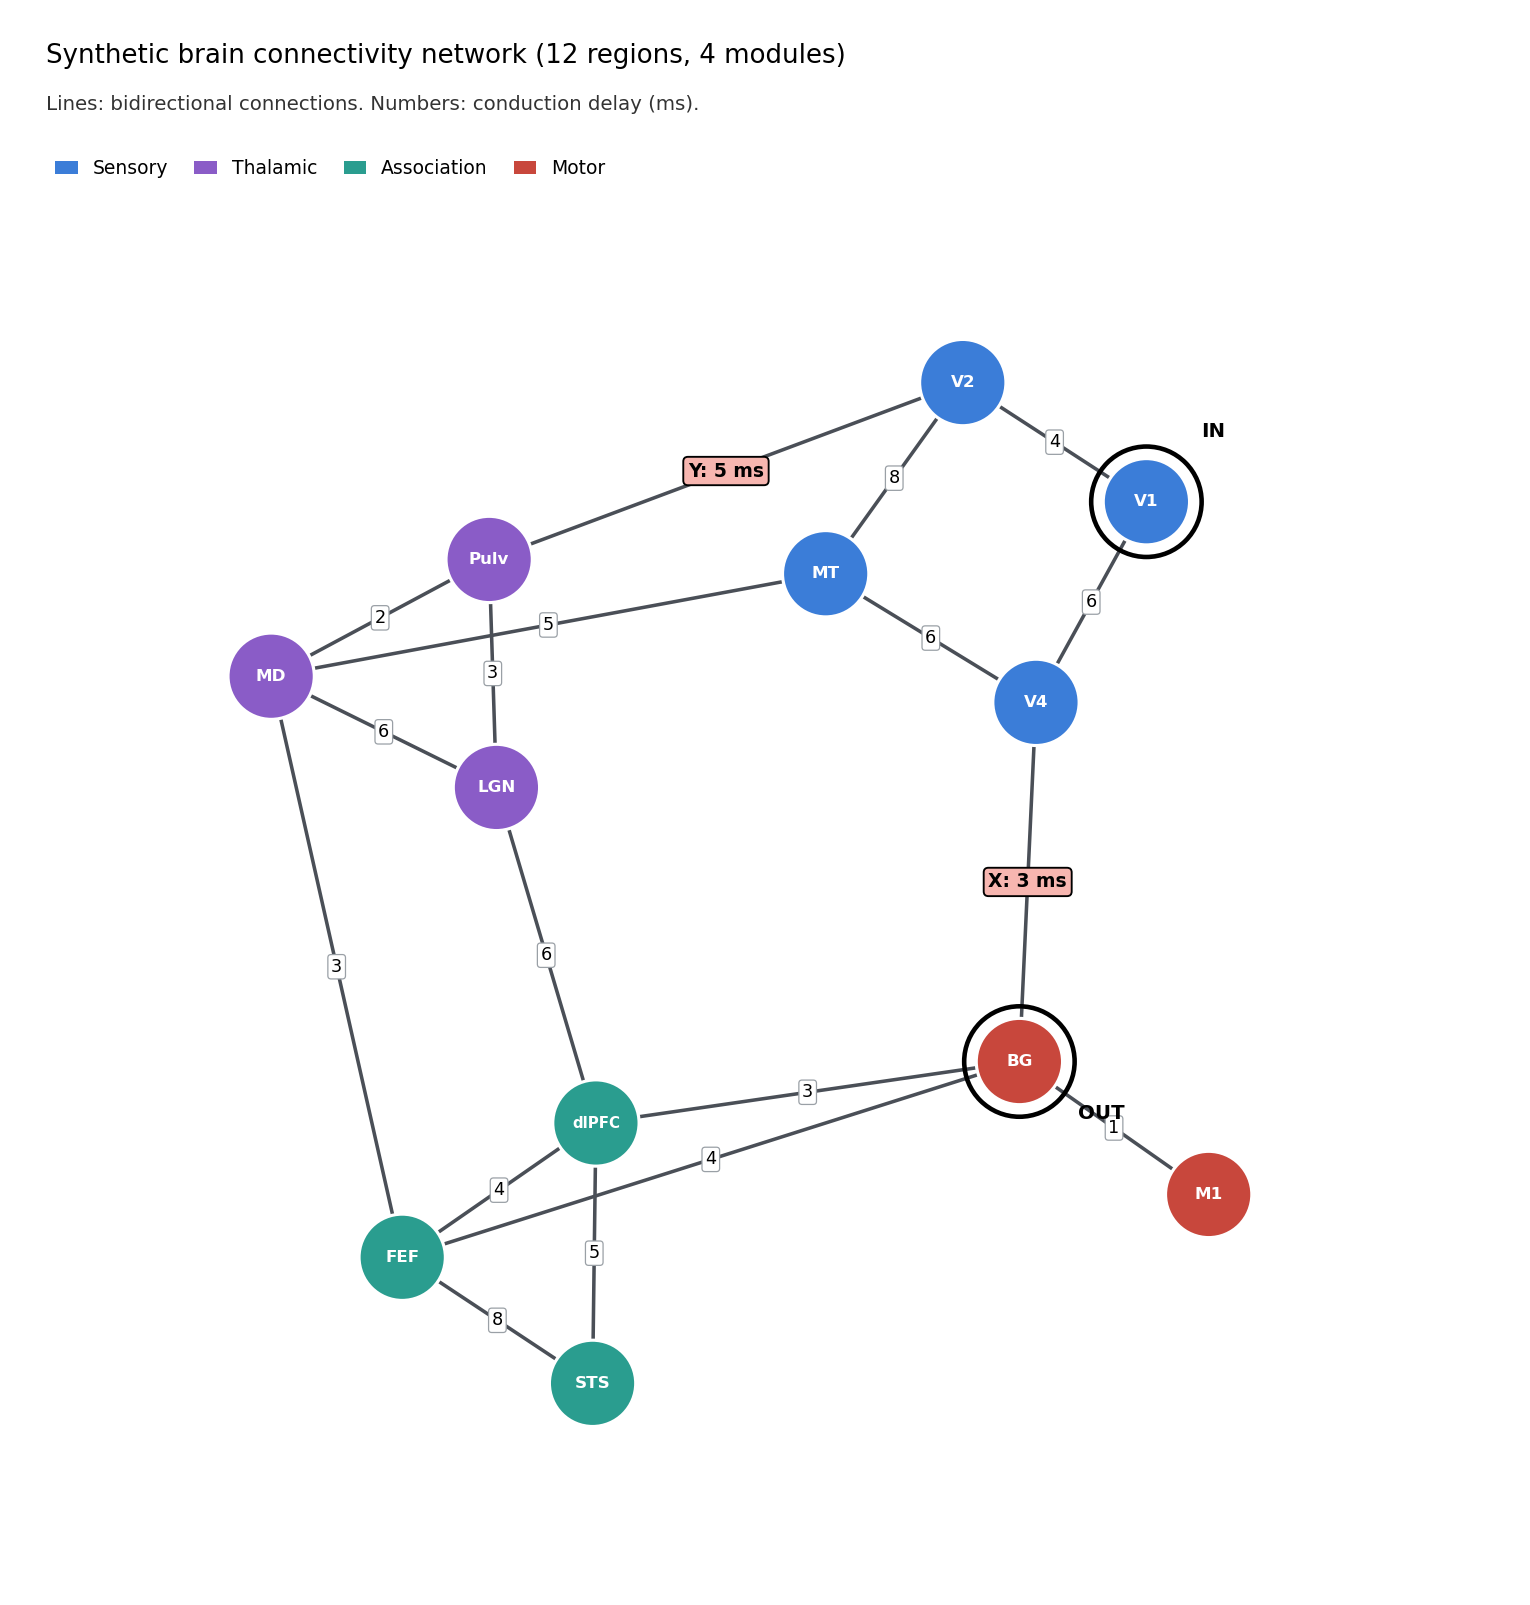 Synthetic brain connectivity network (12 regions, 4 modules)
Lines: bidirectional connections. Numbers: conduction delay (ms).
Sensory Thalamic Association Motor
V2
IN
4
Y: 5 ms
8
V1
Pulv
MT
6
2
5
6
3
MD
V4
6
LGN
X: 3 ms
6
3
BG
3
OUT
dlPFC
1
4
4
M1
5
FEF
8
STS